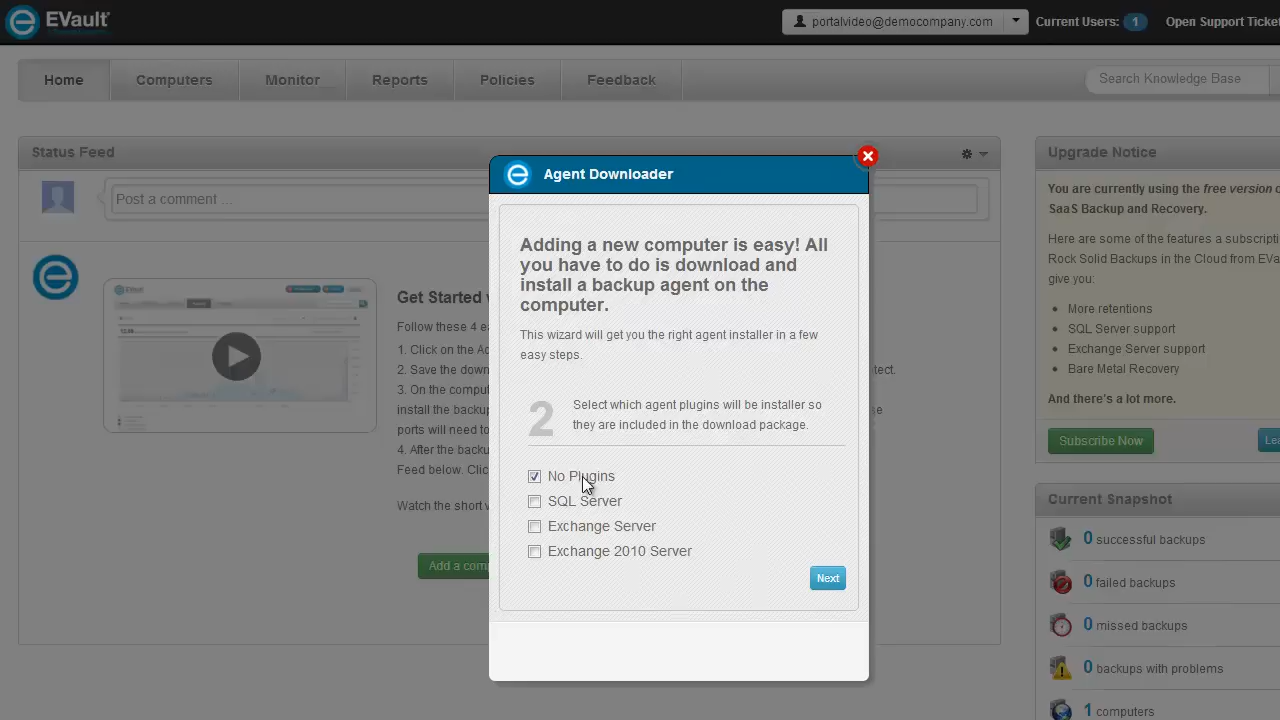 EVault
portalvideo@democompany.com
Current Users: 1
Open Support Ticket
Home
Computers
Monitor
Reports
Policies
Feedback
Search Knowledge Base
Status Feed
Post a comment ...
Get Started
Follow these 4 ea
1. Click on the Ac
2. Save the down
3. On the comput
install the backup
ports will need to
4. After the backu
Feed below. Click
Watch the short v
ect.
se
Add a comp
Agent Downloader
Adding a new computer is easy! All
you have to do is download and
install a backup agent on the
computer.
This wizard will get you the right agent installer in a few
easy steps.
2
Select which agent plugins will be installer so
they are included in the download package.
No Plugins
SQL Server
Exchange Server
Exchange 2010 Server
Next
Upgrade Notice
You are currently using the free version o
SaaS Backup and Recovery.
Here are some of the features a subscripti
Rock Solid Backups in the Cloud from EVa
give you:
More retentions
SQL Server support
Exchange Server support
Bare Metal Recovery
And there's a lot more.
Subscribe Now
Lea
Current Snapshot
0 successful backups
0 failed backups
0 missed backups
0 backups with problems
1 computers